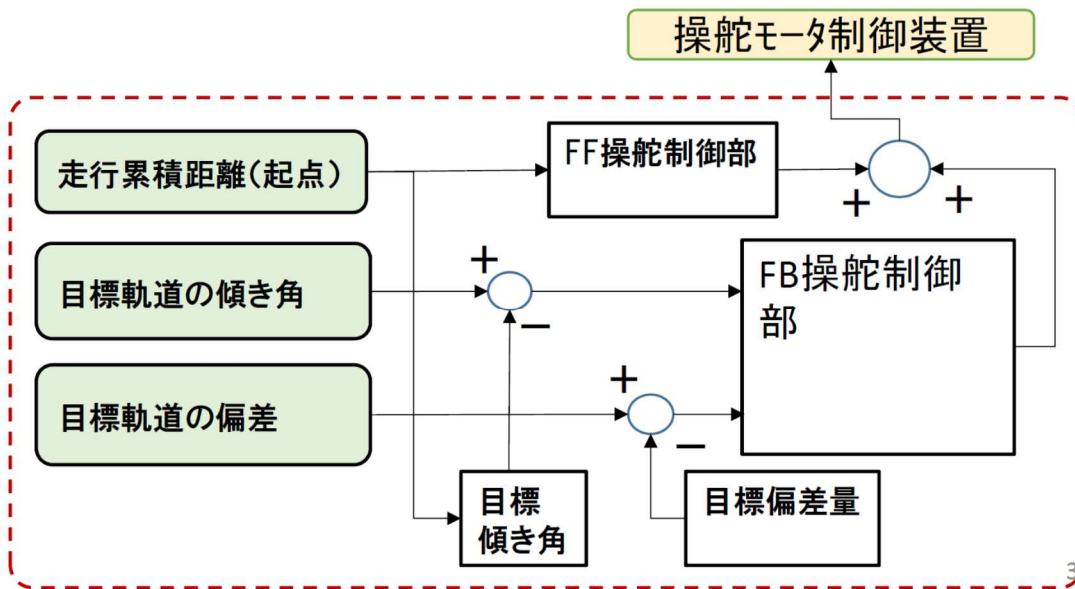 操舵モータ制御装置
走行累積距離(起点)
FF操舵制御部
+
+
目標軌道の傾き角
+
−
FB操舵制御
部
目標軌道の偏差
+
−
目標
傾き角
目標偏差量
3